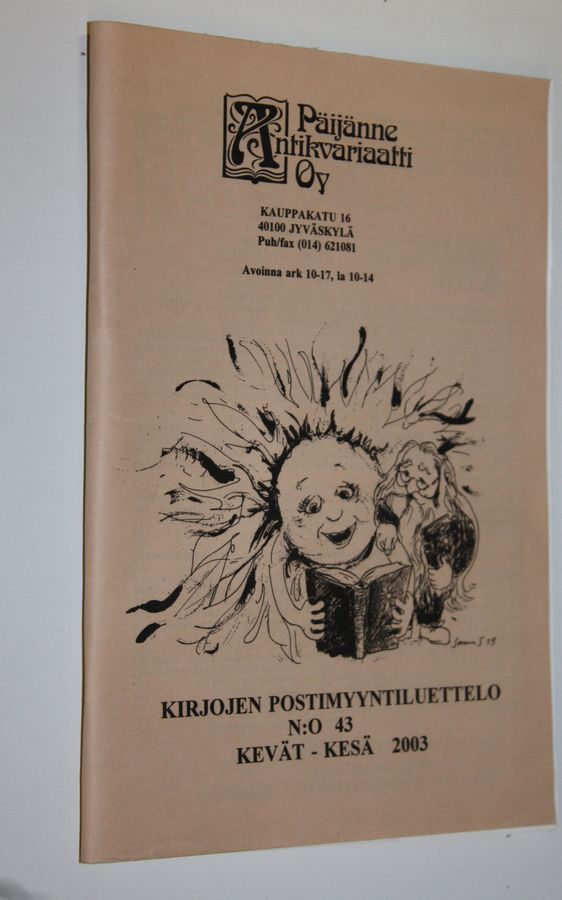 Päijänne
Antikvariaatti
Oy
KAUPPAKATU 16
40100 JYVÄSKYLÄ
Puh/fax (014) 621081
Avoinna ark 10-17, la 10-14
KIRJOJEN POSTIMYYNTILUETTELO
N:O 43
KEVÄT - KESÄ 2003